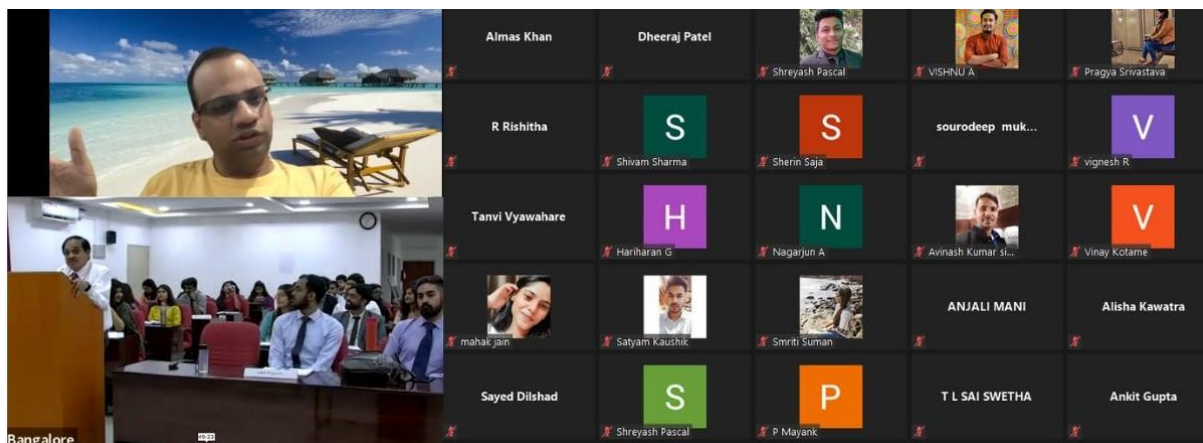 Almas Khan
Dheeraj Patel
Shreyash Pascal
VISHNU A
Pragya Srivastava
R Rishitha
S
Shivam Sharma
S
Sherin Saja
sourodeep muk...
V
vignesh R
Tanvi Vyawahare
H
Hariharan G
N
Nagarjun A
Avinash Kumar si...
V
Vinay Kotame
mahak jain
Satyam Kaushik
Smriti Suman
ANJALI MANI
Alisha Kawatra
Sayed Dilshad
S
Shreyash Pascal
P
P Mayank
T L SAI SWETHA
Ankit Gupta
Bangalore
49:23